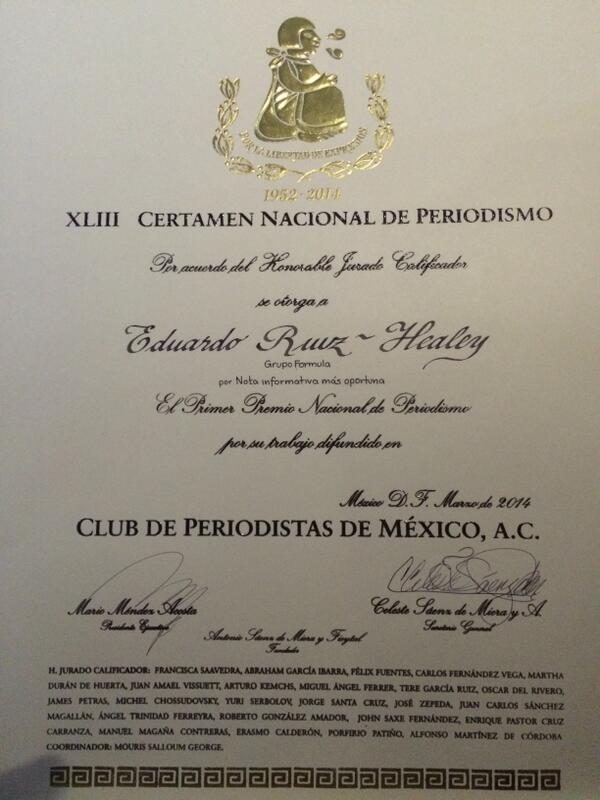 POR LA LIBERTAD DE EXPRESION
1952-2014
XLIII CERTAMEN NACIONAL DE PERIODISMO
Por acuerdo del Honorable Jurado Calificador
se otorga a
Eduardo Ruiz-Healey
Grupo Formula
por Nota informativa más oportuna
El Primer Premio Nacional de Periodismo
por su trabajo difundido en
México D.F. Marzo de 2014
CLUB DE PERIODISTAS DE MÉXICO, A.C.
Mario Méndez Acosta
Presidente Ejecutivo
Celeste Sáenz de Miera y A.
Secretario General
Antonio Sáenz de Miera y Fieytal
Fundador
H. JURADO CALIFICADOR: FRANCISCA SAAVEDRA, ABRAHAM GARCÍA IBARRA, FÉLIX FUENTES, CARLOS FERNÁNDEZ VEGA, MARTHA
DURÁN DE HUERTA, JUAN AMAEL VISSUETT, ARTURO KEMCHS, MIGUEL ÁNGEL FERRER, TERE GARCÍA RUIZ, OSCAR DEL RIVERO,
JAMES PETRAS, MICHEL CHOSSUDOVSKY, YURI SERBOLOV, JORGE SANTA CRUZ, JOSÉ ZEPEDA, JUAN CARLOS SÁNCHEZ
MAGALLÁN, ÁNGEL TRINIDAD FERREYRA, ROBERTO GONZÁLEZ AMADOR, JOHN SAXE FERNÁNDEZ, ENRIQUE PASTOR CRUZ
CARRANZA, MANUEL MAGAÑA CONTRERAS, ERASMO CALDERÓN, PORFIRIO PATIÑO, ALFONSO MARTÍNEZ DE CÓRDOBA
COORDINADOR: MOURIS SALLOUM GEORGE.